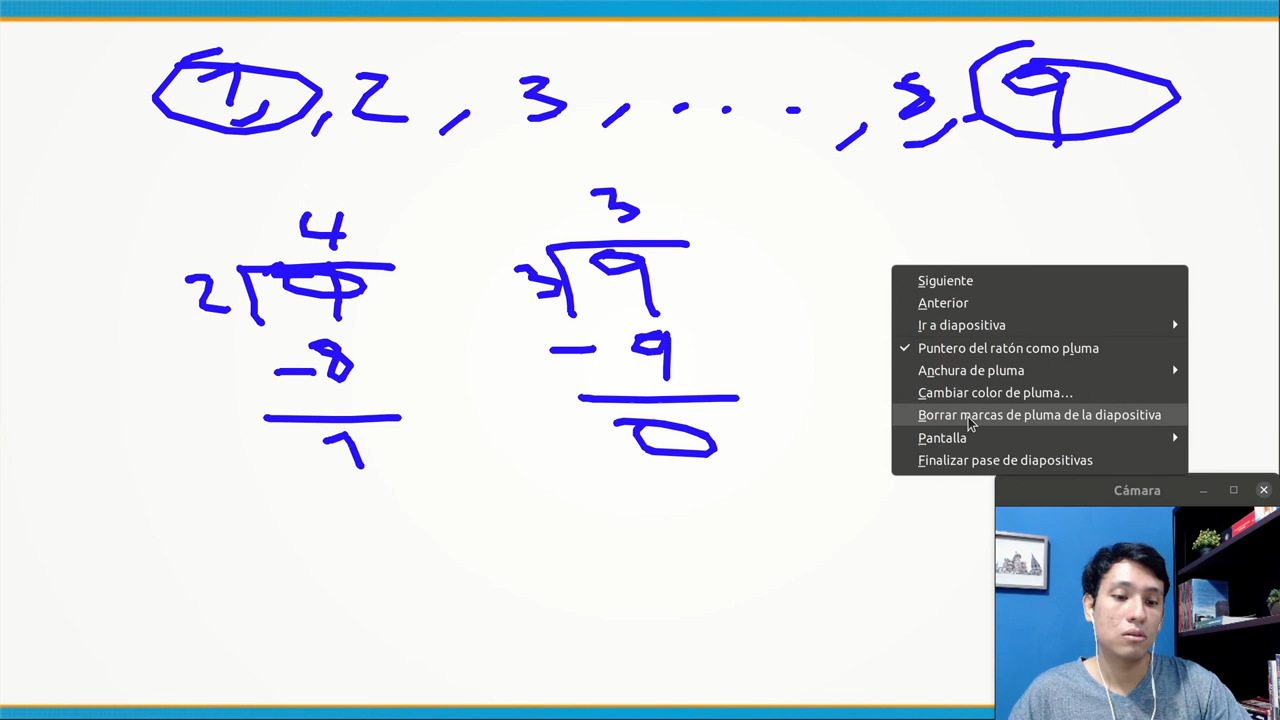 1, 2, 3, . . . , 8, 9
4
2 9
- 8
1
3
3 9
- 9
0
Siguiente
Anterior
Ir a diapositiva
Puntero del ratón como pluma
Anchura de pluma
Cambiar color de pluma...
Borrar marcas de pluma de la diapositiva
Pantalla
Finalizar pase de diapositivas
Cámara